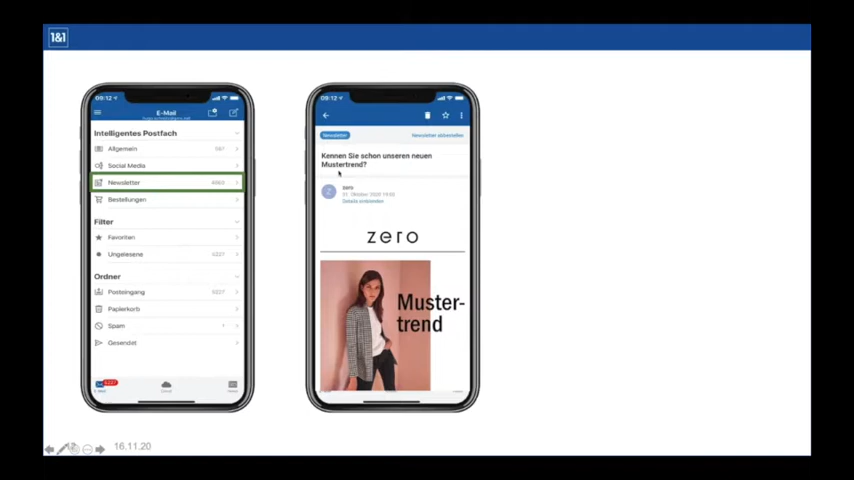 1&1
09:12
E-Mail
Intelligentes Postfach
Allgemein
Social Media
Newsletter
Bestellungen
Filter
Favoriten
Ungelesene
Ordner
Posteingang
Papierkorb
Spam
Gesendet
09:12
Newsletter
Newsletter abbestellen
Kennen Sie schon unseren neuen
Mustertrend?
Z
zero
Details einblenden
zero
Muster-
trend
16.11.20